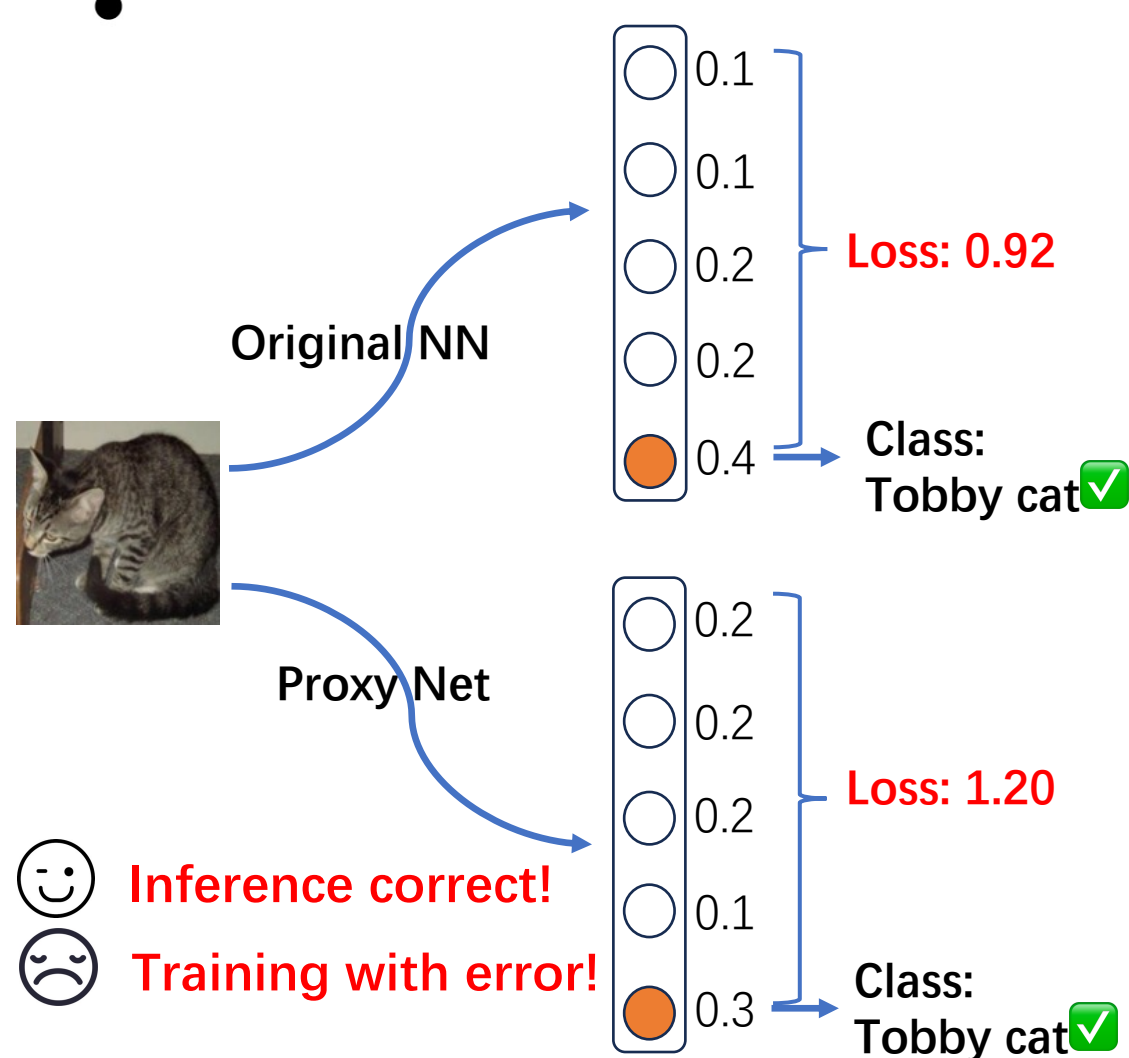 0.1
0.1
0.2
0.2
0.4
Loss: 0.92
Original NN
Class:
Tobby cat
Proxy Net
0.2
0.2
0.2
0.1
0.3
Loss: 1.20
Class:
Tobby cat
Inference correct!
Training with error!